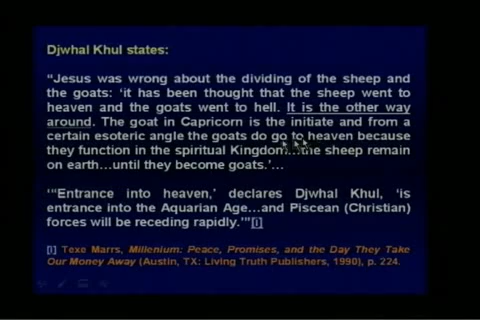 Djwhal Khul states:
"Jesus was wrong about the dividing of the sheep and
the goats: 'it has been thought that the sheep went to
heaven and the goats went to hell. It is the other way
around. The goat in Capricorn is the initiate and from a
certain esoteric angle the goats do go to heaven because
they function in the spiritual Kingdom...the sheep remain
on earth...until they become goats.'...
'"Entrance into heaven,' declares Djwhal Khul, 'is
entrance into the Aquarian Age...and Piscean (Christian)
forces will be receding rapidly.'"[i]
[i] Texe Marrs, Millenium: Peace, Promises, and the Day They Take
Our Money Away (Austin, TX: Living Truth Publishers, 1990), p. 224.